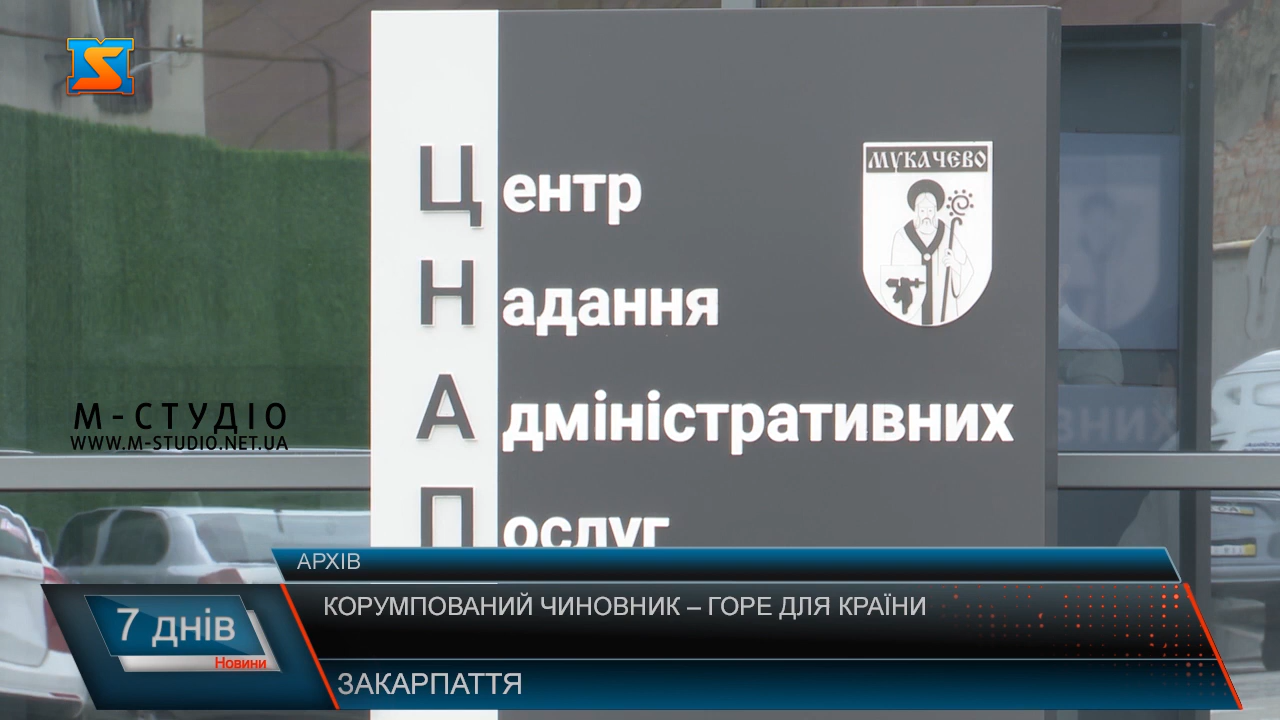 Центр
Надання
Адміністративних
Послуг
МУКАЧЕВО
М-СТУДІО
WWW.M-STUDIO.NET.UA
АРХІВ
КОРУМПОВАНИЙ ЧИНОВНИК – ГОРЕ ДЛЯ КРАЇНИ
7 днів
Новини
ЗАКАРПАТТЯ